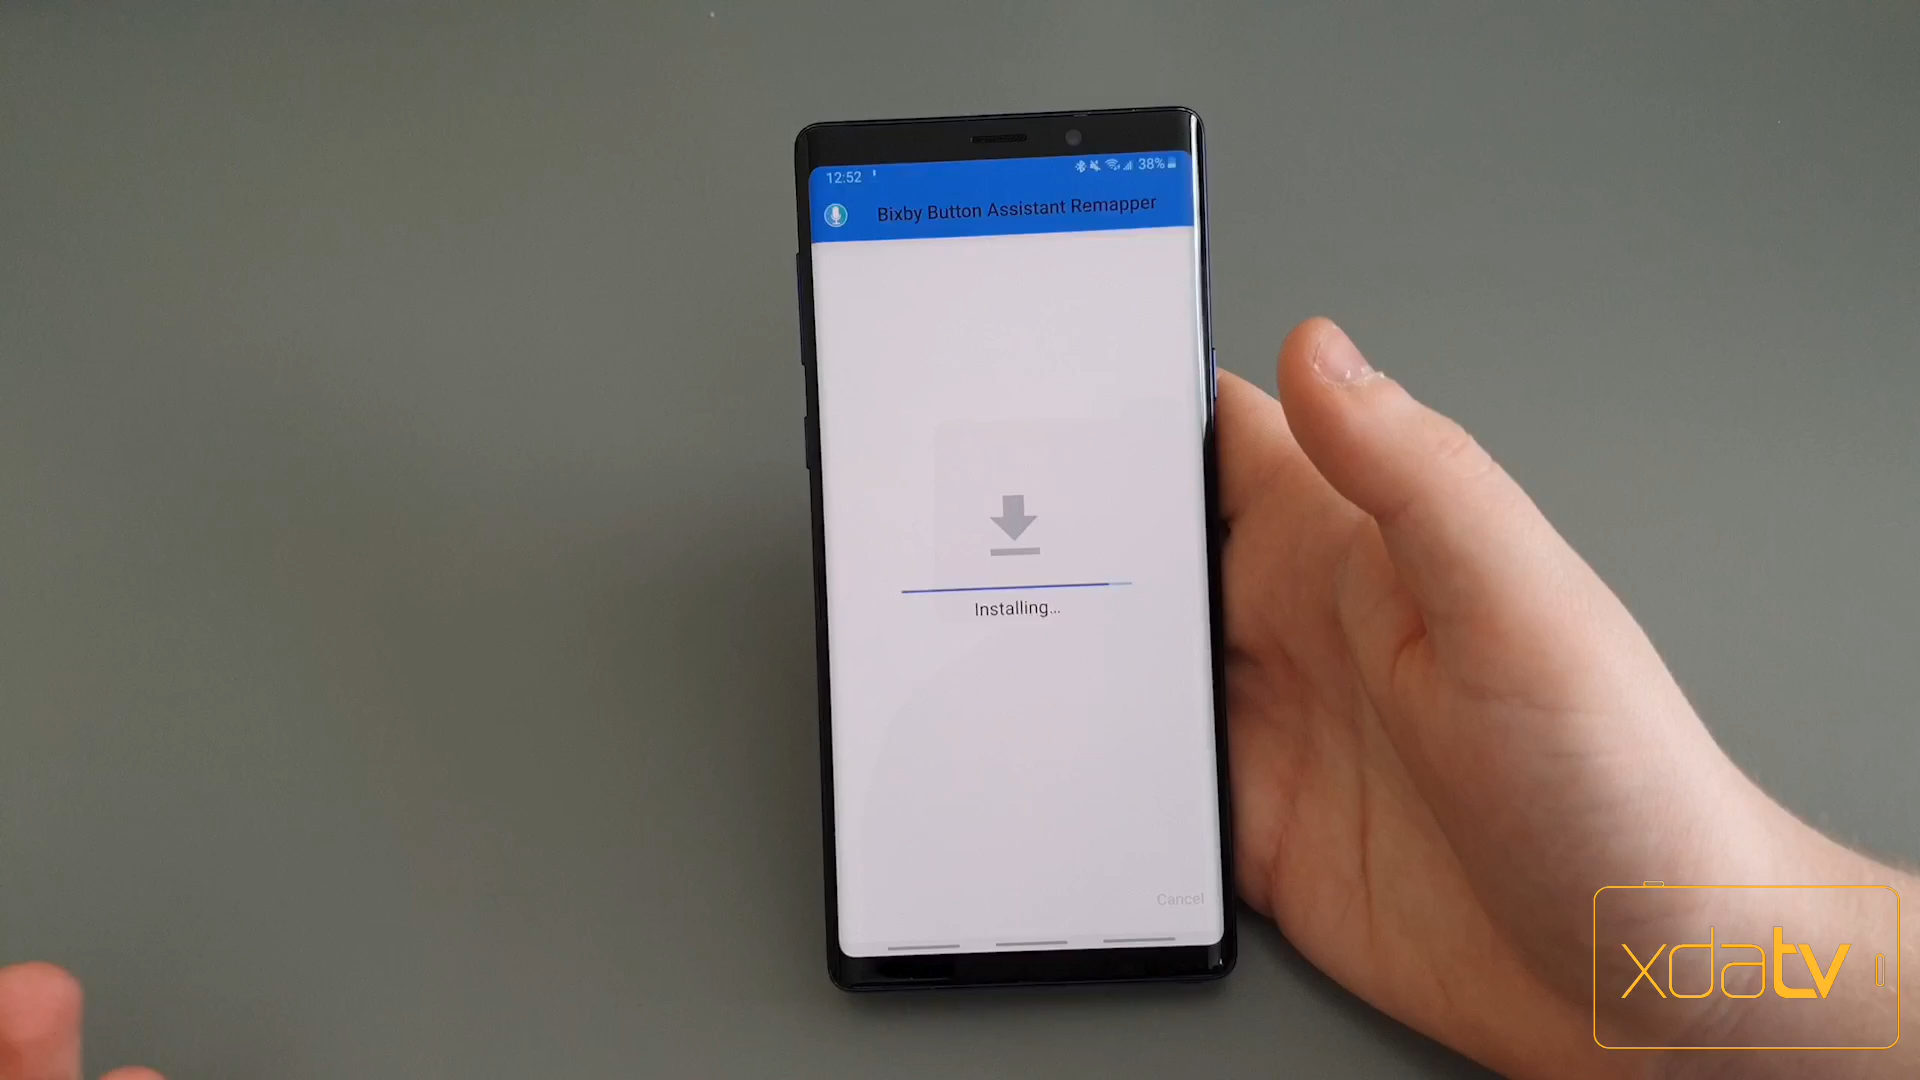 12:52
38%
Bixby Button Assistant Remapper
Installing...
Cancel
xdatv